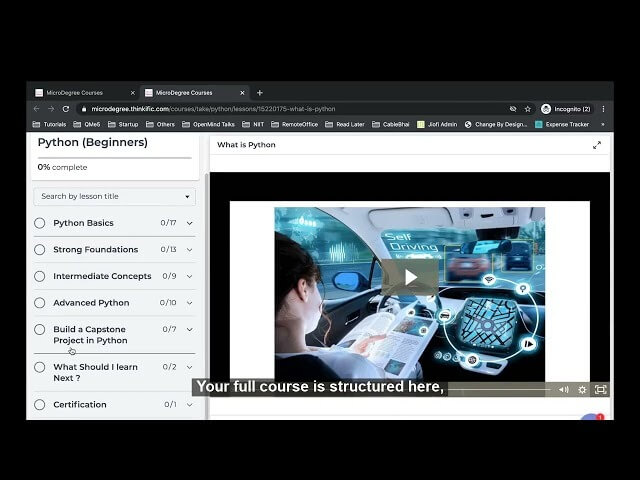 MicroDegree Courses
MicroDegree Courses
microdegree.thinkific.com/courses/take/python/lessons/15220175-what-is-python
Incognito (2)
Tutorials QMe6 Startup Others OpenMind Talks NIIT RemoteOffice Read Later CableBhai Jiofi Admin Change By Design... Expense Tracker »
Python (Beginners)
0% complete
Search by lesson title
Python Basics 0/17
Strong Foundations 0/13
Intermediate Concepts 0/9
Advanced Python 0/10
Build a Capstone 0/7
Project in Python
What Should I learn 0/2
Next ?
Certification 0/1
What is Python
Self
Driving
Your full course is structured here,
1